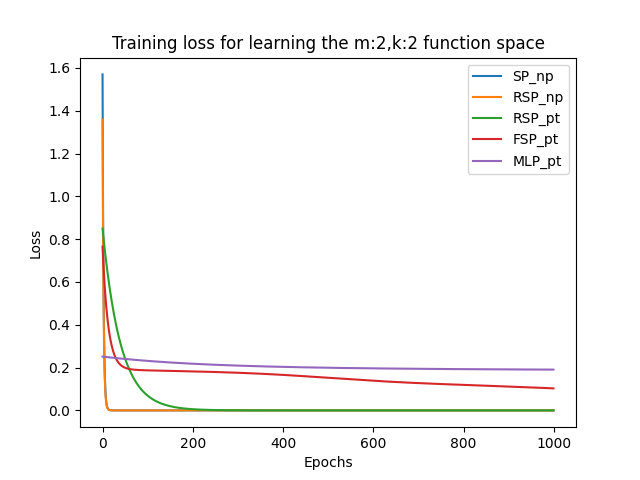 Training loss for learning the m:2,k:2 function space
SP_np
RSP_np
RSP_pt
FSP_pt
MLP_pt
Loss
1.6
1.4
1.2
1.0
0.8
0.6
0.4
0.2
0.0
0 200 400 600 800 1000
Epochs